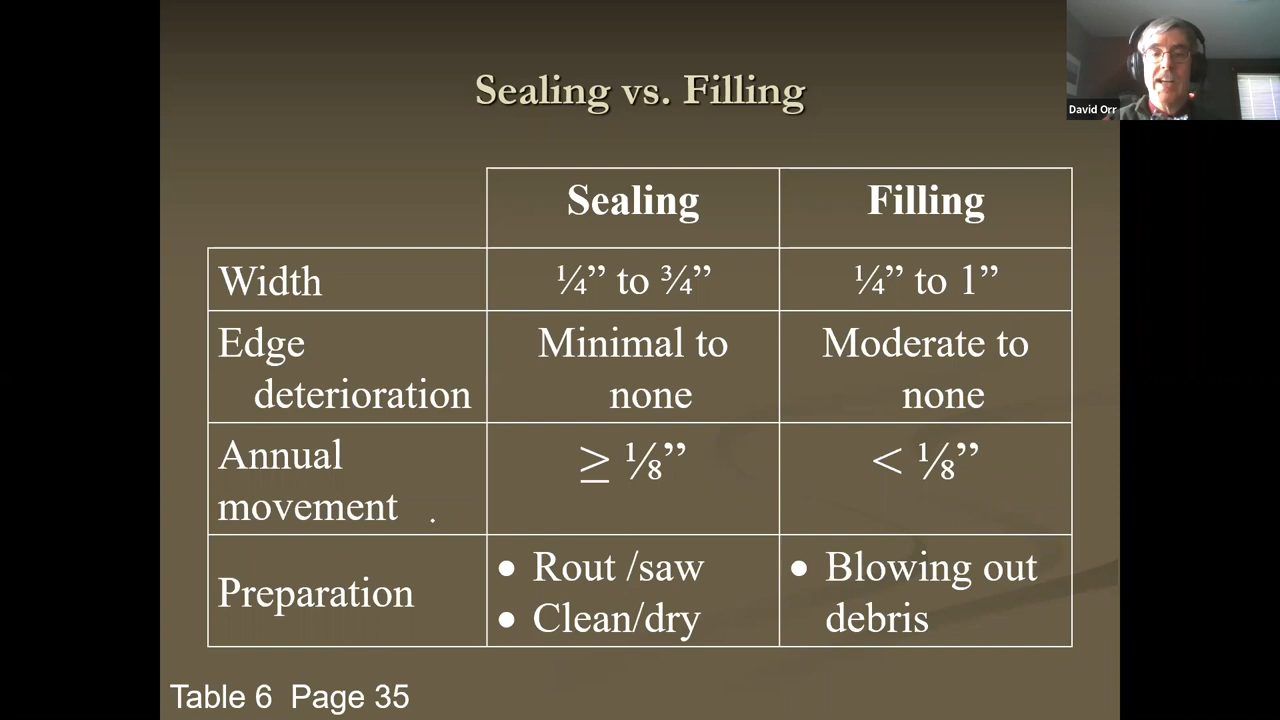 Sealing vs. Filling
David Orr
Sealing
Filling
Width
¼” to ¾”
¼” to 1”
Edge
deterioration
Minimal to
none
Moderate to
none
Annual
movement .
≥ ⅛”
< ⅛”
Preparation
• Rout /saw
• Clean/dry
• Blowing out
debris
Table 6 Page 35